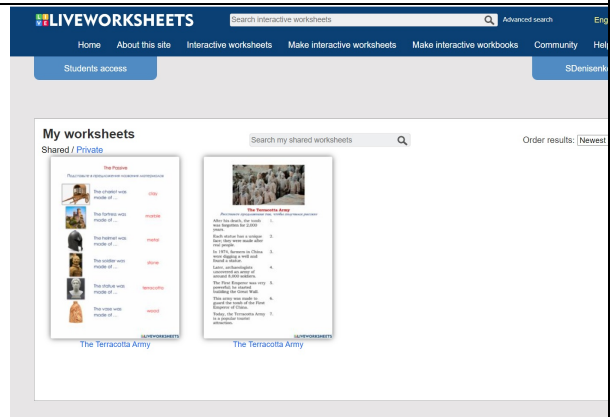 LIVEWORKSHEETS
Search interactive worksheets
Advanced search
Eng
Home About this site Interactive worksheets Make interactive worksheets Make interactive workbooks Community Help
Students access
SDenisenk
My worksheets
Search my shared worksheets
Order results: Newest
Shared / Private
The Passive
The chariot was made of ...
clay
The fortress was made of ...
marble
The helmet was made of ...
metal
The soldier was made of ...
stone
The statue was made of ...
terracotta
The vase was made of ...
wood
LIVEWORKSHEETS
The Terracotta Army
The Terracotta Army
After his death, the tomb was forgotten for 2,000 years.
1.
Each statue has a unique face; they were made after real people.
2.
In 1974, farmers in China were digging a well and found a statue.
3.
Later, archaeologists uncovered an army of around 8,000 soldiers.
4.
The First Emperor was very powerful; he started building the Great Wall.
5.
This army was made to guard the tomb of the First Emperor of China.
6.
Today, the Terracotta Army is a popular tourist attraction.
7.
LIVEWORKSHEETS
The Terracotta Army